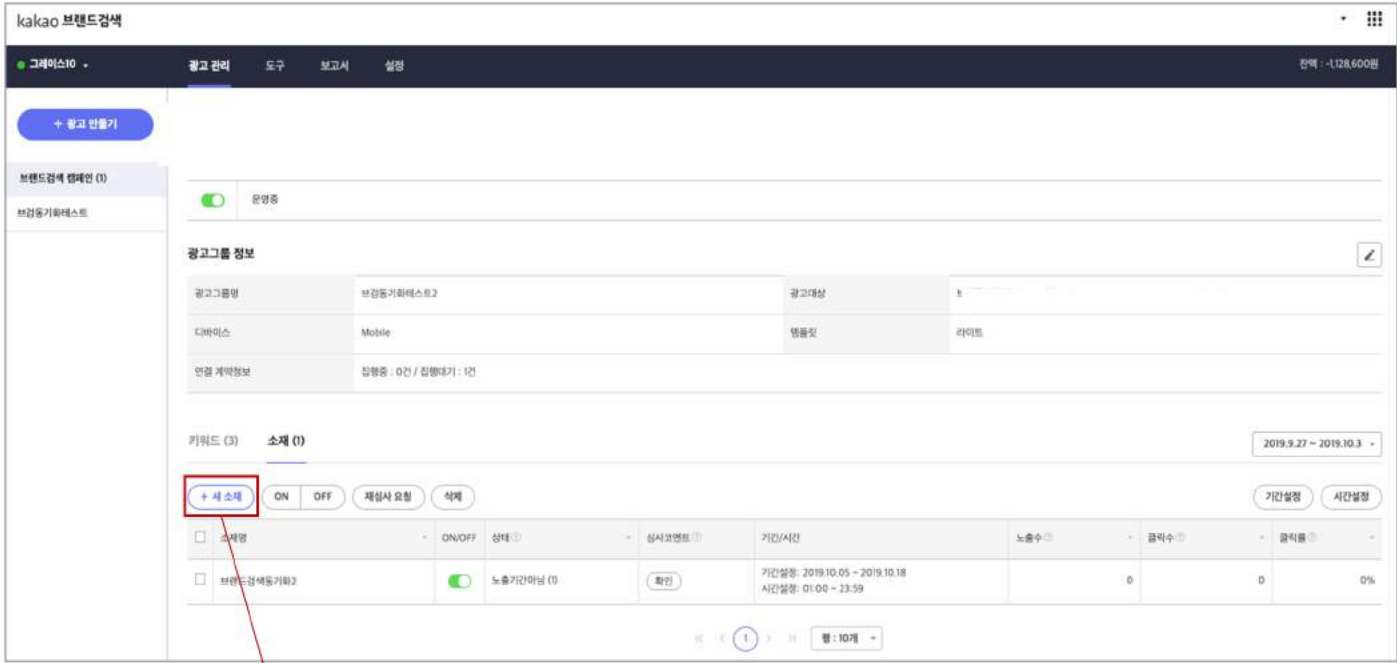 kakao 브랜드검색
그레이스10
광고 관리 도구 보고서 설정
잔액 : -1,128,600원
+ 광고 만들기
브랜드검색 캠페인 (1)
브검동기화테스트
운영중
광고그룹 정보
광고그룹명 브검동기화테스트2 광고대상
디바이스 Mobile 템플릿 라이트
연결 계약정보 집행중 : 0건 / 집행대기 : 1건
키워드 (3) 소재 (1)
2019.9.27 ~ 2019.10.3
+ 새 소재 ON OFF 재심사 요청 삭제 기간설정 시간설정
소재명 ON/OFF 상태 심사코멘트 기간/시간 노출수 클릭수 클릭률
브랜드검색동기화2 노출기간아님 (1) 확인 기간설정: 2019.10.05 ~ 2019.10.18 0 0 0%
시간설정: 01:00 ~ 23:59
1 행 : 10개